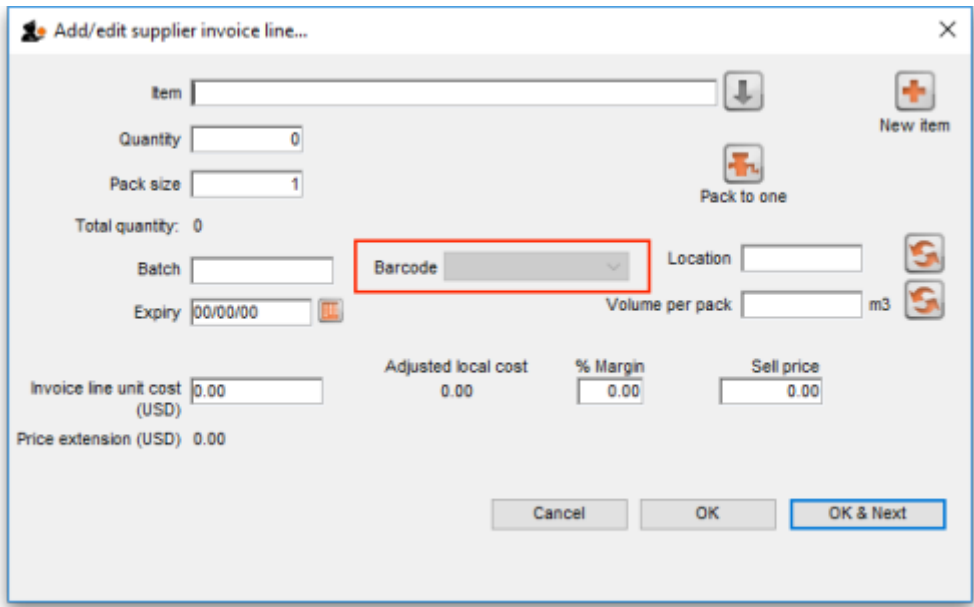 Add/edit supplier invoice line...
Item
New item
Quantity 0
Pack to one
Pack size 1
Total quantity: 0
Batch
Barcode
Location
Expiry 00/00/00
Volume per pack m3
Adjusted local cost % Margin Sell price
Invoice line unit cost 0.00 0.00 0.00 0.00
(USD)
Price extension (USD) 0.00
Cancel OK OK & Next